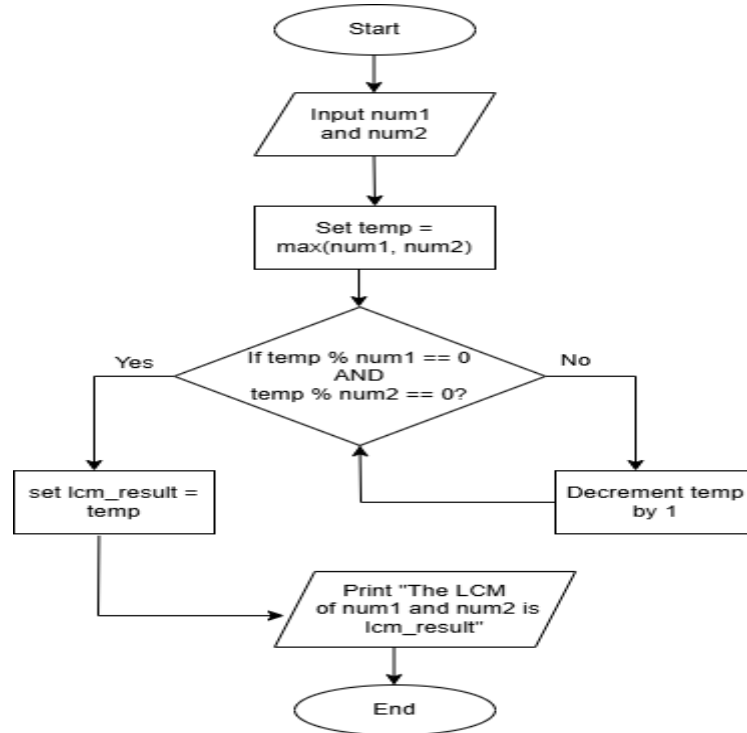 Start
Input num1
and num2
Set temp =
max(num1, num2)
If temp % num1 == 0
AND
temp % num2 == 0?
Yes
No
set lcm_result =
temp
Decrement temp
by 1
Print "The LCM
of num1 and num2 is
lcm_result"
End